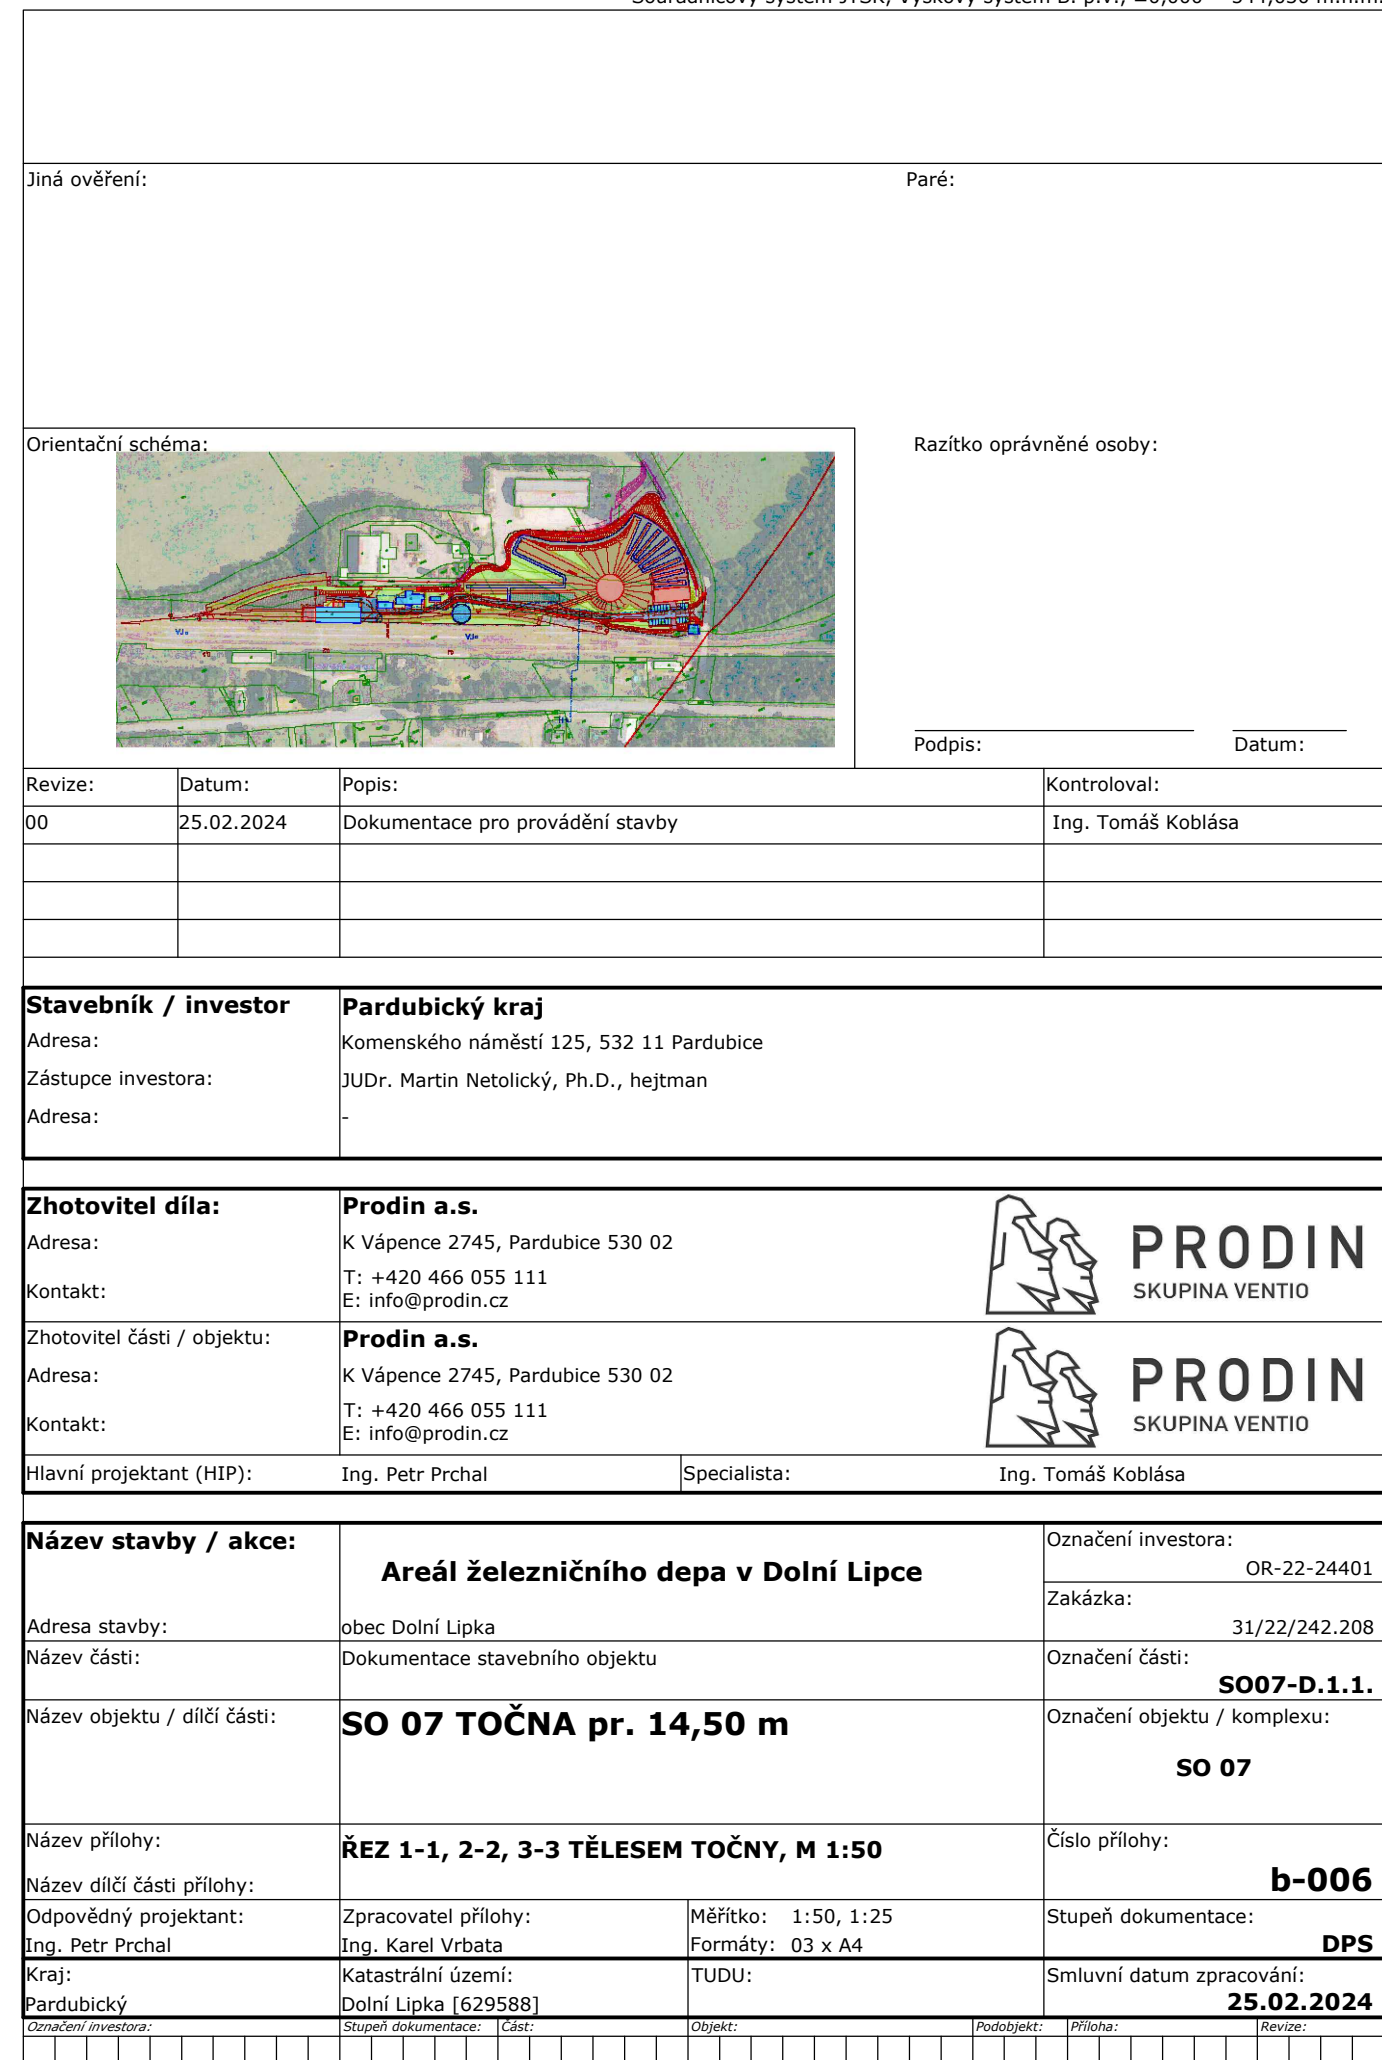 Jiná ověření:
Paré:
Orientační schéma:
Razítko oprávněné osoby:
Podpis:
Datum:
Revize:
Datum:
Popis:
Kontroloval:
00
25.02.2024
Dokumentace pro provádění stavby
Ing. Tomáš Koblása
Stavebník / investor
Pardubický kraj
Adresa:
Komenského náměstí 125, 532 11 Pardubice
Zástupce investora:
JUDr. Martin Netolický, Ph.D., hejtman
Adresa:
-
Zhotovitel díla:
Prodin a.s.
Adresa:
K Vápence 2745, Pardubice 530 02
Kontakt:
T: +420 466 055 111
E: info@prodin.cz
PRODIN
SKUPINA VENTIO
Zhotovitel části / objektu:
Prodin a.s.
Adresa:
K Vápence 2745, Pardubice 530 02
Kontakt:
T: +420 466 055 111
E: info@prodin.cz
PRODIN
SKUPINA VENTIO
Hlavní projektant (HIP):
Ing. Petr Prchal
Specialista:
Ing. Tomáš Koblása
Název stavby / akce:
Areál železničního depa v Dolní Lipce
Označení investora:
OR-22-24401
Zakázka:
31/22/242.208
Adresa stavby:
obec Dolní Lipka
Název části:
Dokumentace stavebního objektu
Označení části:
SO07-D.1.1.
Název objektu / dílčí části:
SO 07 TOČNA pr. 14,50 m
Označení objektu / komplexu:
SO 07
Název přílohy:
ŘEZ 1-1, 2-2, 3-3 TĚLESEM TOČNY, M 1:50
Číslo přílohy:
b-006
Název dílčí části přílohy:
Odpovědný projektant:
Ing. Petr Prchal
Zpracovatel přílohy:
Ing. Karel Vrbata
Měřítko: 1:50, 1:25
Formáty: 03 x A4
Stupeň dokumentace:
DPS
Kraj:
Pardubický
Katastrální území:
Dolní Lipka [629588]
TUDU:
Smluvní datum zpracování:
25.02.2024
Označení investora:
Stupeň dokumentace:
Část:
Objekt:
Podobjekt:
Příloha:
Revize: